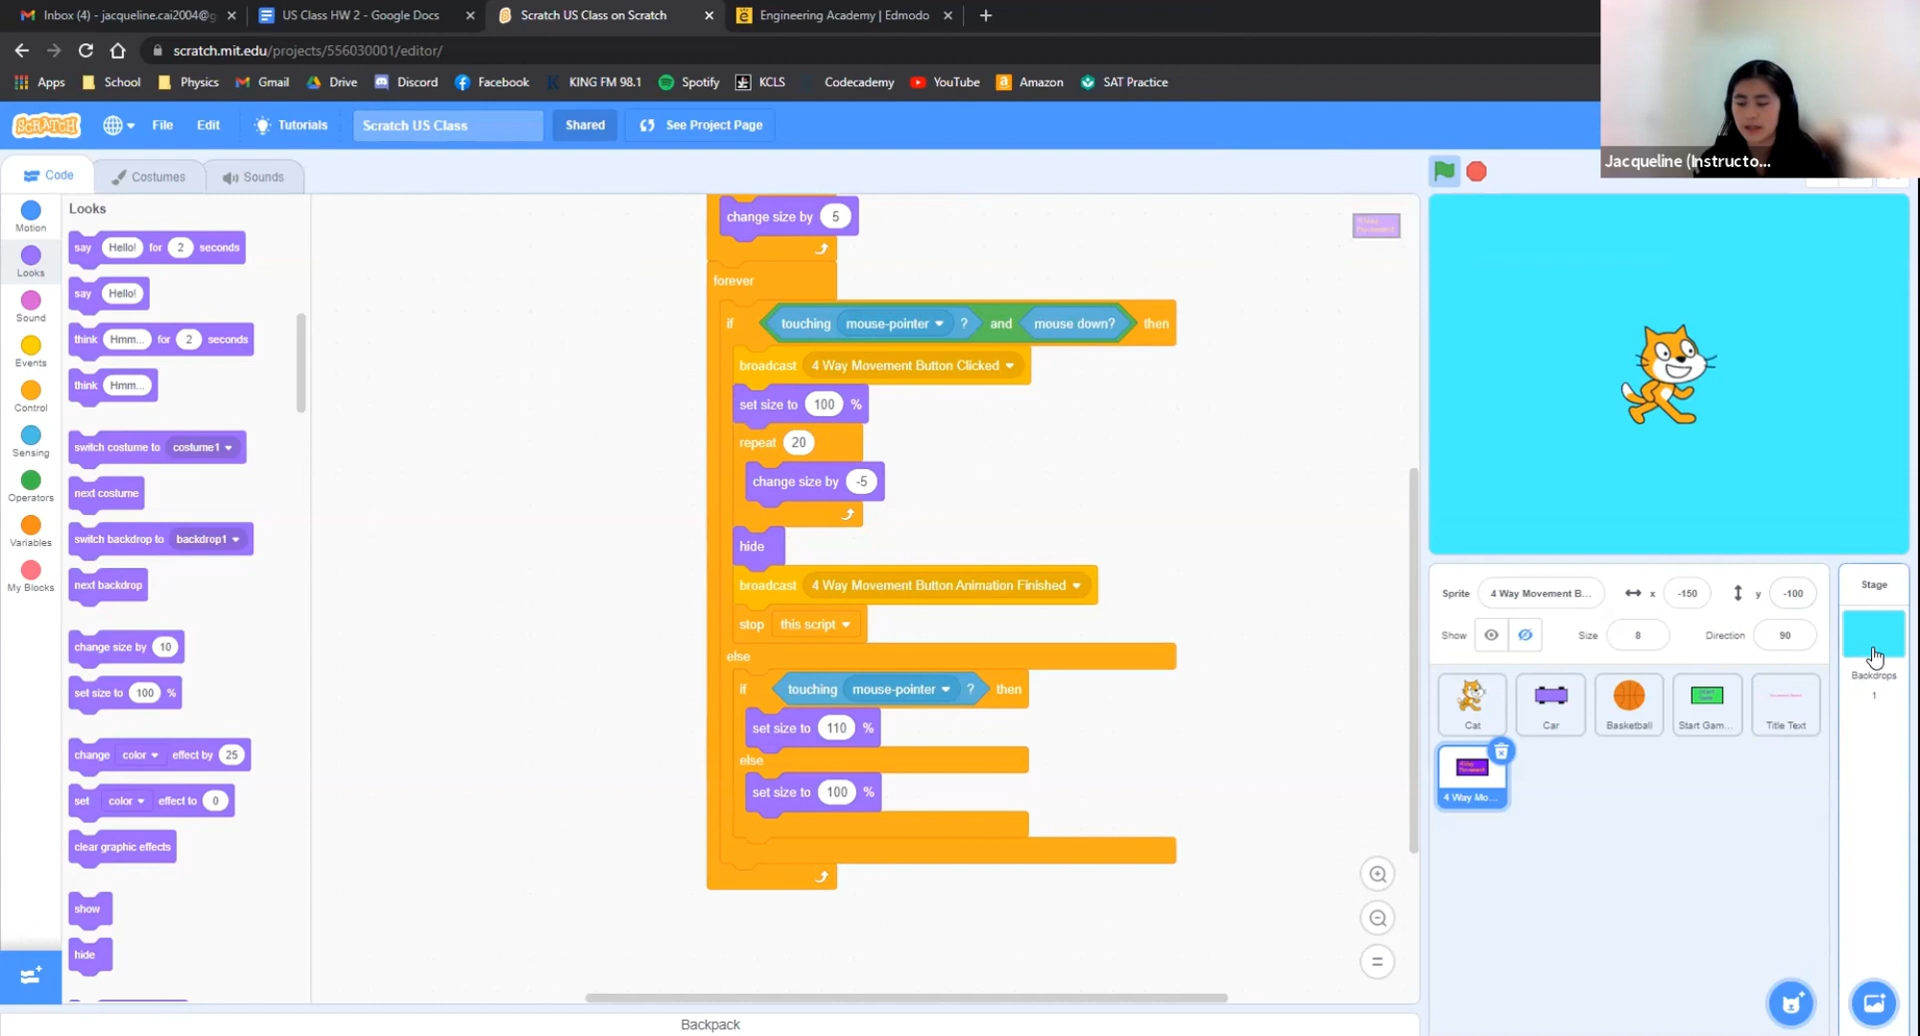 Inbox (4) - jacqueline.cai2004@g
US Class HW 2 - Google Docs
Scratch US Class on Scratch
Engineering Academy | Edmodo
scratch.mit.edu/projects/556030001/editor/
Apps School Physics Gmail Drive Discord Facebook KING FM 98.1 Spotify KCLS Codecademy YouTube Amazon SAT Practice
Jacqueline (Instructo...
SCRATCH File Edit Tutorials Scratch US Class Shared See Project Page
Code Costumes Sounds
Motion
Looks
Sound
Events
Control
Sensing
Operators
Variables
My Blocks
Looks
say Hello! for 2 seconds
say Hello!
think Hmm... for 2 seconds
think Hmm...
switch costume to costume1
next costume
switch backdrop to backdrop1
next backdrop
change size by 10
set size to 100 %
change color effect by 25
set color effect to 0
clear graphic effects
show
hide
change size by 5
forever
if touching mouse-pointer ? and mouse down? then
broadcast 4 Way Movement Button Clicked
set size to 100 %
repeat 20
change size by -5
hide
broadcast 4 Way Movement Button Animation Finished
stop this script
else
if touching mouse-pointer ? then
set size to 110 %
else
set size to 100 %
Backpack
Sprite 4 Way Movement B... x -150 y -100
Show Size 8 Direction 90
Cat Car Basketball Start Gam... Title Text
4 Way Mo...
Stage
Backdrops
1